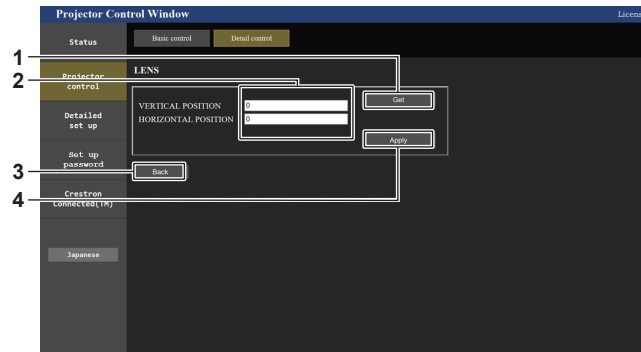 Projector Control Window
Licens
Status
Basic control
Detail control
1
2
LENS
Projector
control
VERTICAL POSITION
0
Get
HORIZONTAL POSITION
0
Detailed
set up
Apply
Set up
password
3
Back
4
Crestron
Connected(TM)
Japanese